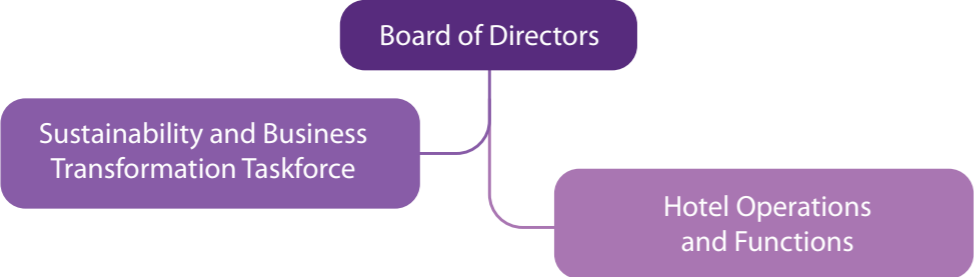 Board of Directors
Sustainability and Business
Transformation Taskforce
Hotel Operations
and Functions